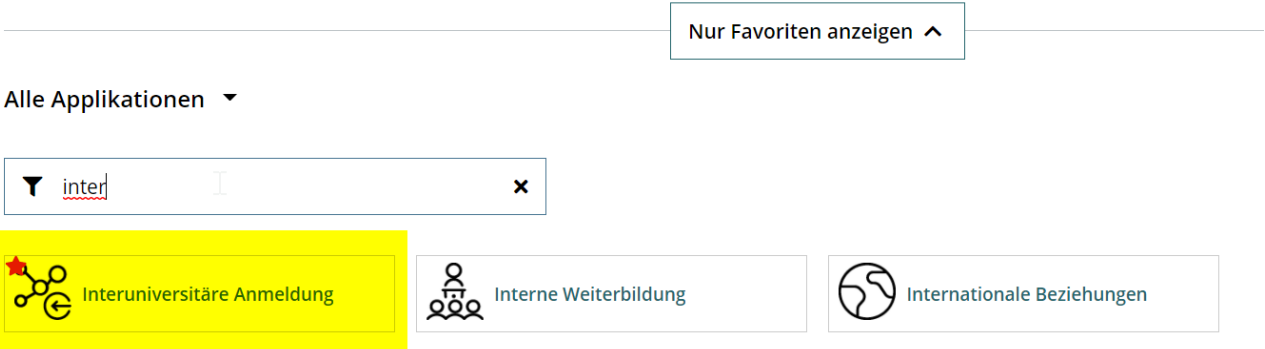 Nur Favoriten anzeigen
Alle Applikationen
inter
Interuniversitäre Anmeldung
Interne Weiterbildung
Internationale Beziehungen